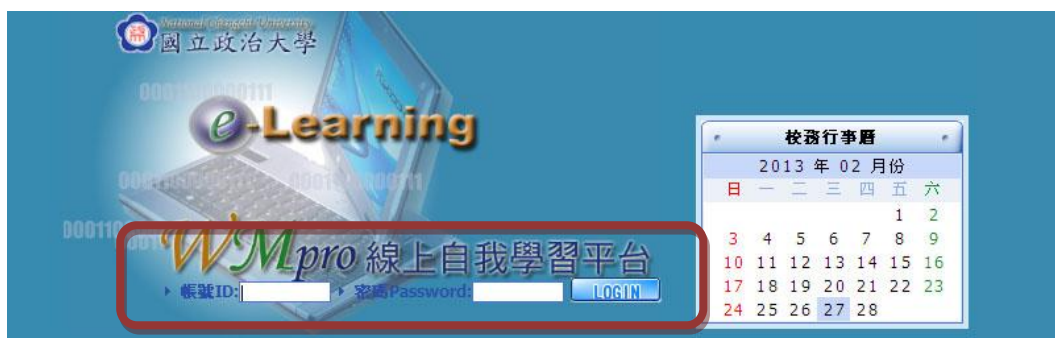 National Chengchi University
國立政治大學
e-Learning
WMpro 線上自我學習平台
帳號ID: 密碼Password: LOGIN
校務行事曆
2013 年 02 月份
日 一 二 三 四 五 六
1 2
3 4 5 6 7 8 9
10 11 12 13 14 15 16
17 18 19 20 21 22 23
24 25 26 27 28